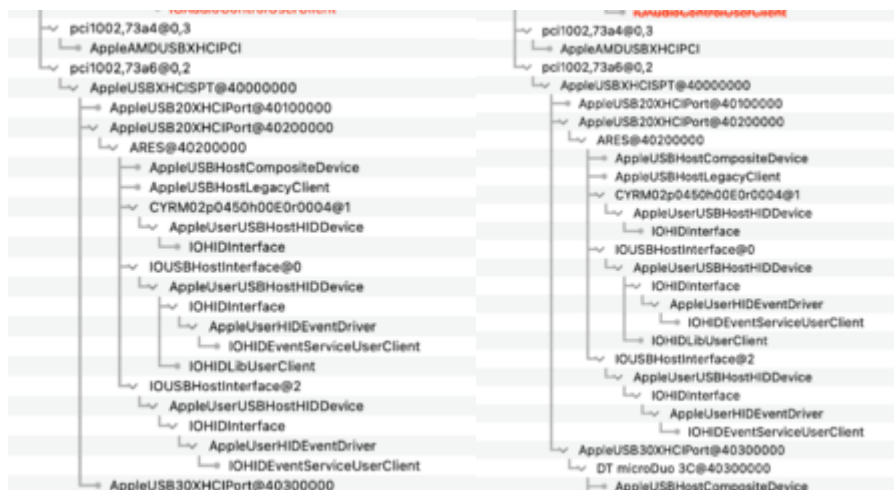 IOAudioControlUserClient
pci1002,73a4@0,3
AppleAMDUSBXHCIPCI
pci1002,73a6@0,2
AppleUSBXHCISPT@40000000
AppleUSB20XHCIPort@40100000
AppleUSB20XHCIPort@40200000
ARES@40200000
AppleUSBHostCompositeDevice
AppleUSBHostLegacyClient
CYRM02p0450h00E0r0004@1
AppleUserUSBHostHIDDevice
IOHIDInterface
IOUSBHostInterface@0
AppleUserUSBHostHIDDevice
IOHIDInterface
AppleUserHIDEventDriver
IOHIDEventServiceUserClient
IOHIDLibUserClient
IOUSBHostInterface@2
AppleUserUSBHostHIDDevice
IOHIDInterface
AppleUserHIDEventDriver
IOHIDEventServiceUserClient
AppleUSB30XHCIPort@40300000
IOAudioControlUserClient
pci1002,73a4@0,3
AppleAMDUSBXHCIPCI
pci1002,73a6@0,2
AppleUSBXHCISPT@40000000
AppleUSB20XHCIPort@40100000
AppleUSB20XHCIPort@40200000
ARES@40200000
AppleUSBHostCompositeDevice
AppleUSBHostLegacyClient
CYRM02p0450h00E0r0004@1
AppleUserUSBHostHIDDevice
IOHIDInterface
IOUSBHostInterface@0
AppleUserUSBHostHIDDevice
IOHIDInterface
AppleUserHIDEventDriver
IOHIDEventServiceUserClient
IOHIDLibUserClient
IOUSBHostInterface@2
AppleUserUSBHostHIDDevice
IOHIDInterface
AppleUserHIDEventDriver
IOHIDEventServiceUserClient
AppleUSB30XHCIPort@40300000
DT microDuo 3C@40300000
AppleUSBHostCompositeDevice